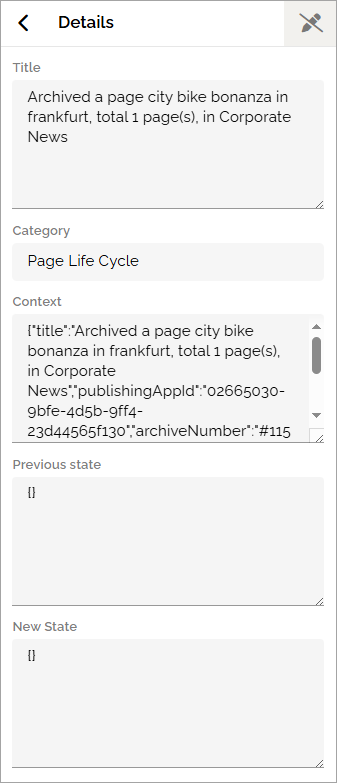 Details
Title
Archived a page city bike bonanza in
frankfurt, total 1 page(s), in Corporate
News
Category
Page Life Cycle
Context
{"title":"Archived a page city bike
bonanza in frankfurt, total 1 page(s),
in Corporate
News","publishingAppId":"02665030-
9bfe-4d5b-9ff4-
23d44565f130","archiveNumber":"#115
Previous state
{}
New State
{}